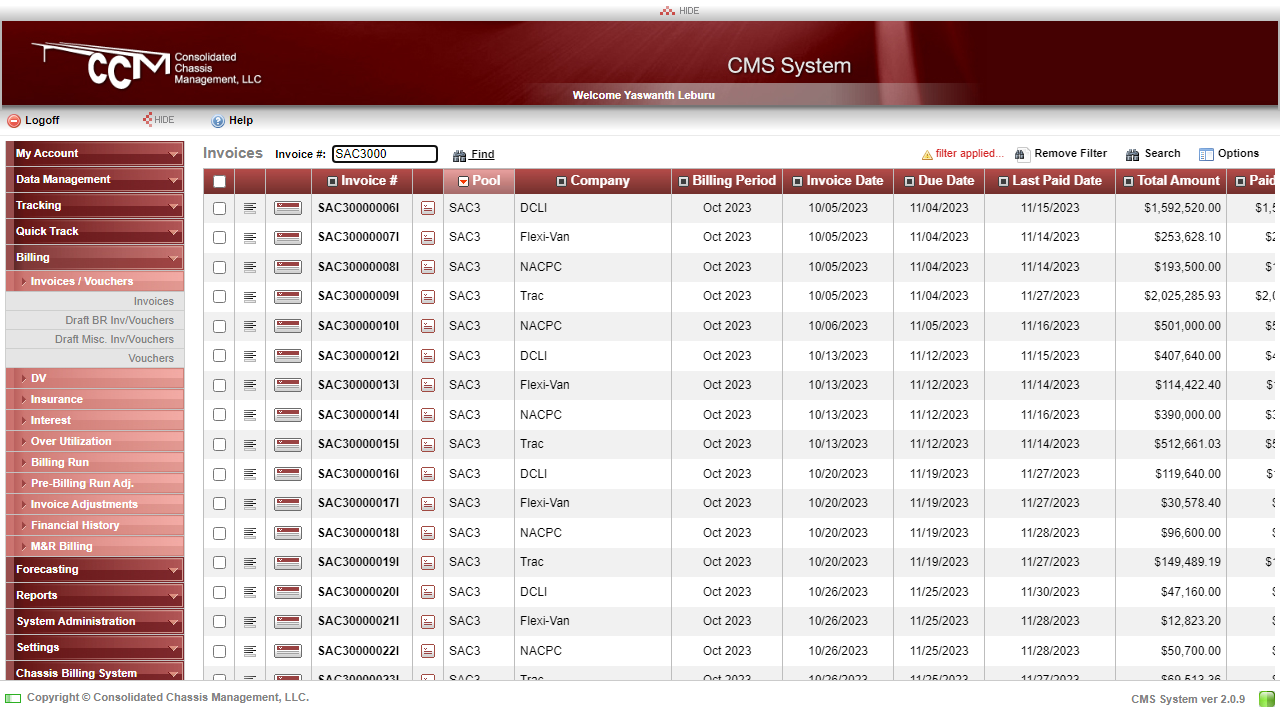 HIDE
CCM Consolidated Chassis Management, LLC
CMS System
Welcome Yaswanth Leburu
Logoff HIDE Help
My Account
Data Management
Tracking
Quick Track
Billing
Invoices / Vouchers
Invoices
Draft BR Inv/Vouchers
Draft Misc. Inv/Vouchers
Vouchers
DV
Insurance
Interest
Over Utilization
Billing Run
Pre-Billing Run Adj.
Invoice Adjustments
Financial History
M&R Billing
Forecasting
Reports
System Administration
Settings
Chassis Billing System
Invoices Invoice #: SAC3000 Find filter applied... Remove Filter Search Options
Invoice # Pool Company Billing Period Invoice Date Due Date Last Paid Date Total Amount Paid
SAC30000006I SAC3 DCLI Oct 2023 10/05/2023 11/04/2023 11/15/2023 $1,592,520.00 $1,5
SAC30000007I SAC3 Flexi-Van Oct 2023 10/05/2023 11/04/2023 11/14/2023 $253,628.10 $2
SAC30000008I SAC3 NACPC Oct 2023 10/05/2023 11/04/2023 11/14/2023 $193,500.00 $1
SAC30000009I SAC3 Trac Oct 2023 10/05/2023 11/04/2023 11/27/2023 $2,025,285.93 $2,0
SAC30000010I SAC3 NACPC Oct 2023 10/06/2023 11/05/2023 11/16/2023 $501,000.00 $5
SAC30000012I SAC3 DCLI Oct 2023 10/13/2023 11/12/2023 11/15/2023 $407,640.00 $4
SAC30000013I SAC3 Flexi-Van Oct 2023 10/13/2023 11/12/2023 11/14/2023 $114,422.40 $1
SAC30000014I SAC3 NACPC Oct 2023 10/13/2023 11/12/2023 11/16/2023 $390,000.00 $3
SAC30000015I SAC3 Trac Oct 2023 10/13/2023 11/12/2023 11/14/2023 $512,661.03 $5
SAC30000016I SAC3 DCLI Oct 2023 10/20/2023 11/19/2023 11/27/2023 $119,640.00 $1
SAC30000017I SAC3 Flexi-Van Oct 2023 10/20/2023 11/19/2023 11/27/2023 $30,578.40 $
SAC30000018I SAC3 NACPC Oct 2023 10/20/2023 11/19/2023 11/28/2023 $96,600.00 $
SAC30000019I SAC3 Trac Oct 2023 10/20/2023 11/19/2023 11/27/2023 $149,489.19 $1
SAC30000020I SAC3 DCLI Oct 2023 10/26/2023 11/25/2023 11/30/2023 $47,160.00 $
SAC30000021I SAC3 Flexi-Van Oct 2023 10/26/2023 11/25/2023 11/28/2023 $12,823.20 $
SAC30000022I SAC3 NACPC Oct 2023 10/26/2023 11/25/2023 11/28/2023 $50,700.00 $
SAC3 Trac Oct 2023 10/26/2023 11/25/2023 11/28/2023
Copyright © Consolidated Chassis Management, LLC. CMS System ver 2.0.9